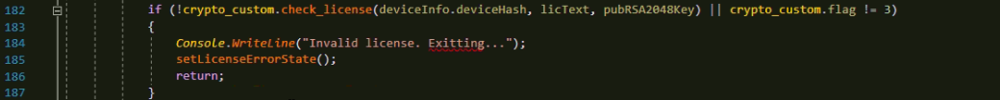 182 if (!crypto_custom.check_license(deviceInfo.deviceHash, licText, pubRSA2048Key) || crypto_custom.flag != 3)
183 {
184 Console.WriteLine("Invalid license. Exitting...");
185 setLicenseErrorState();
186 return;
187 }